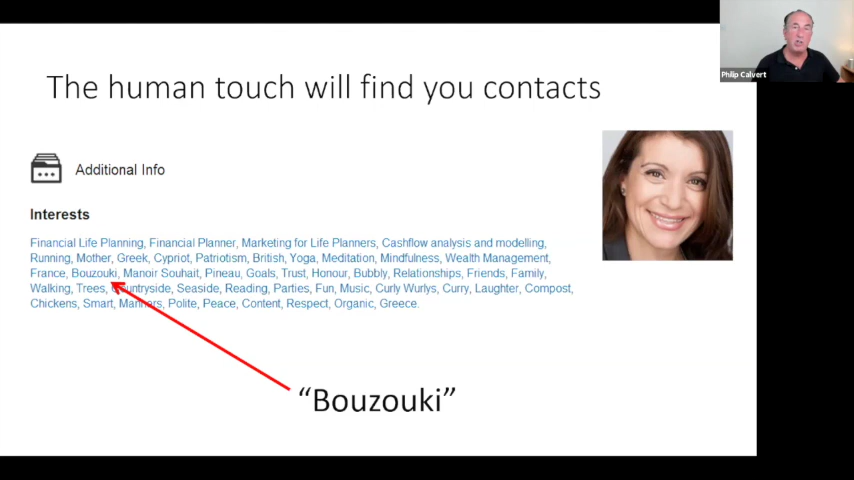 Philip Calvert
The human touch will find you contacts
Additional Info
Interests
Financial Life Planning, Financial Planner, Marketing for Life Planners, Cashflow analysis and modelling,
Running, Mother, Greek, Cypriot, Patriotism, British, Yoga, Meditation, Mindfulness, Wealth Management,
France, Bouzouki, Manoir Souhait, Pineau, Goals, Trust, Honour, Bubbly, Relationships, Friends, Family,
Walking, Trees, Countryside, Seaside, Reading, Parties, Fun, Music, Curly Wurlys, Curry, Laughter, Compost,
Chickens, Smart, Manners, Polite, Peace, Content, Respect, Organic, Greece.
“Bouzouki”